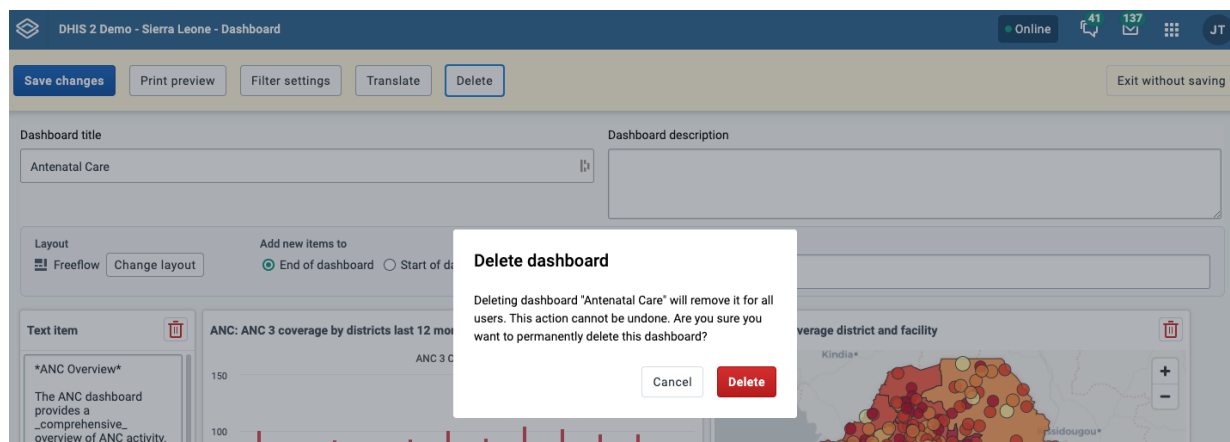 DHIS 2 Demo - Sierra Leone - Dashboard
Online
41
137
JT
Save changes
Print preview
Filter settings
Translate
Delete
Exit without saving
Dashboard title
Dashboard description
Antenatal Care
Layout
Add new items to
Freeflow
Change layout
End of dashboard
Start of da
Delete dashboard
Deleting dashboard "Antenatal Care" will remove it for all
users. This action cannot be undone. Are you sure you
want to permanently delete this dashboard?
Cancel
Delete
Text item
ANC: ANC 3 coverage by districts last 12 mo
verage district and facility
*ANC Overview*
The ANC dashboard
provides a
_comprehensive_
overview of ANC activity.
ANC 3 C
150
100
Kindia
+
−
sidougou